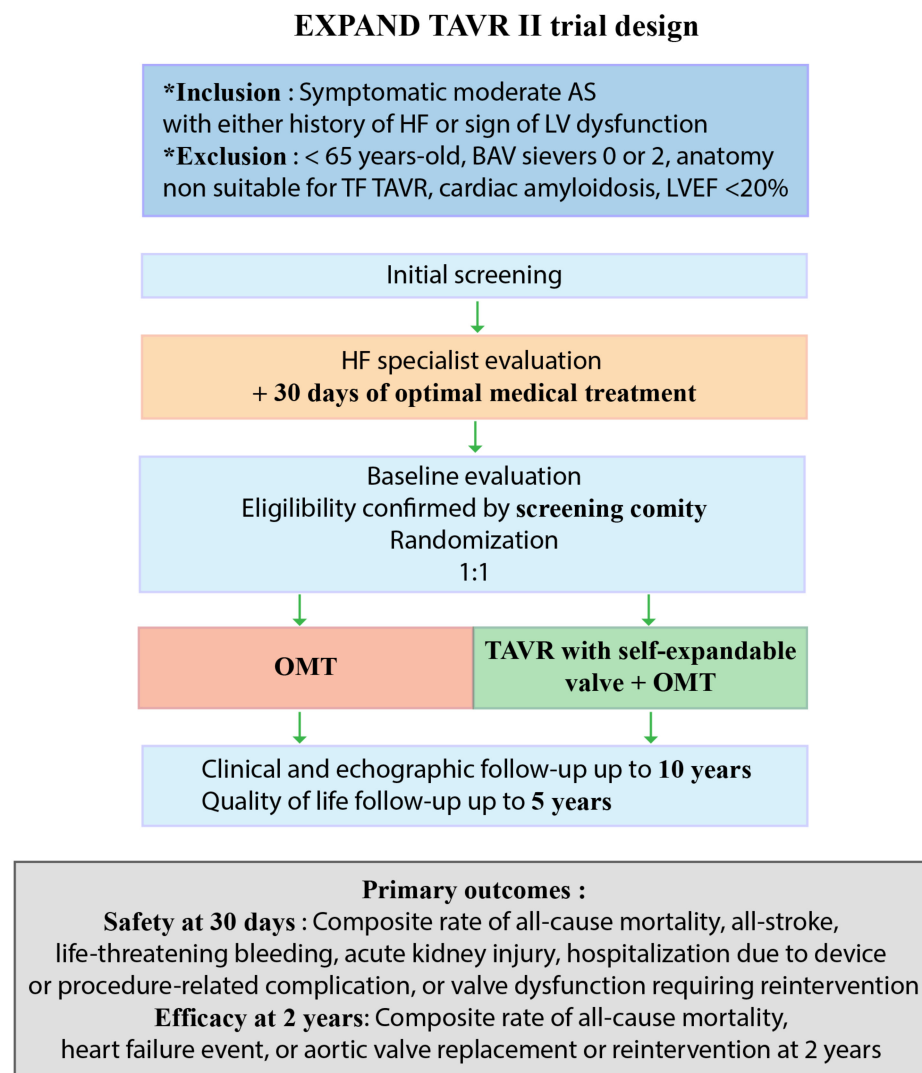 EXPAND TAVR II trial design
*Inclusion : Symptomatic moderate AS
with either history of HF or sign of LV dysfunction
*Exclusion : < 65 years-old, BAV sievers 0 or 2, anatomy
non suitable for TF TAVR, cardiac amyloidosis, LVEF <20%
Initial screening
HF specialist evaluation
+ 30 days of optimal medical treatment
Baseline evaluation
Eligilibility confirmed by screening comity
Randomization
1:1
OMT
TAVR with self-expandable
valve + OMT
Clinical and echographic follow-up up to 10 years
Quality of life follow-up up to 5 years
Primary outcomes :
Safety at 30 days : Composite rate of all-cause mortality, all-stroke,
life-threatening bleeding, acute kidney injury, hospitalization due to device
or procedure-related complication, or valve dysfunction requiring reintervention
Efficacy at 2 years: Composite rate of all-cause mortality,
heart failure event, or aortic valve replacement or reintervention at 2 years